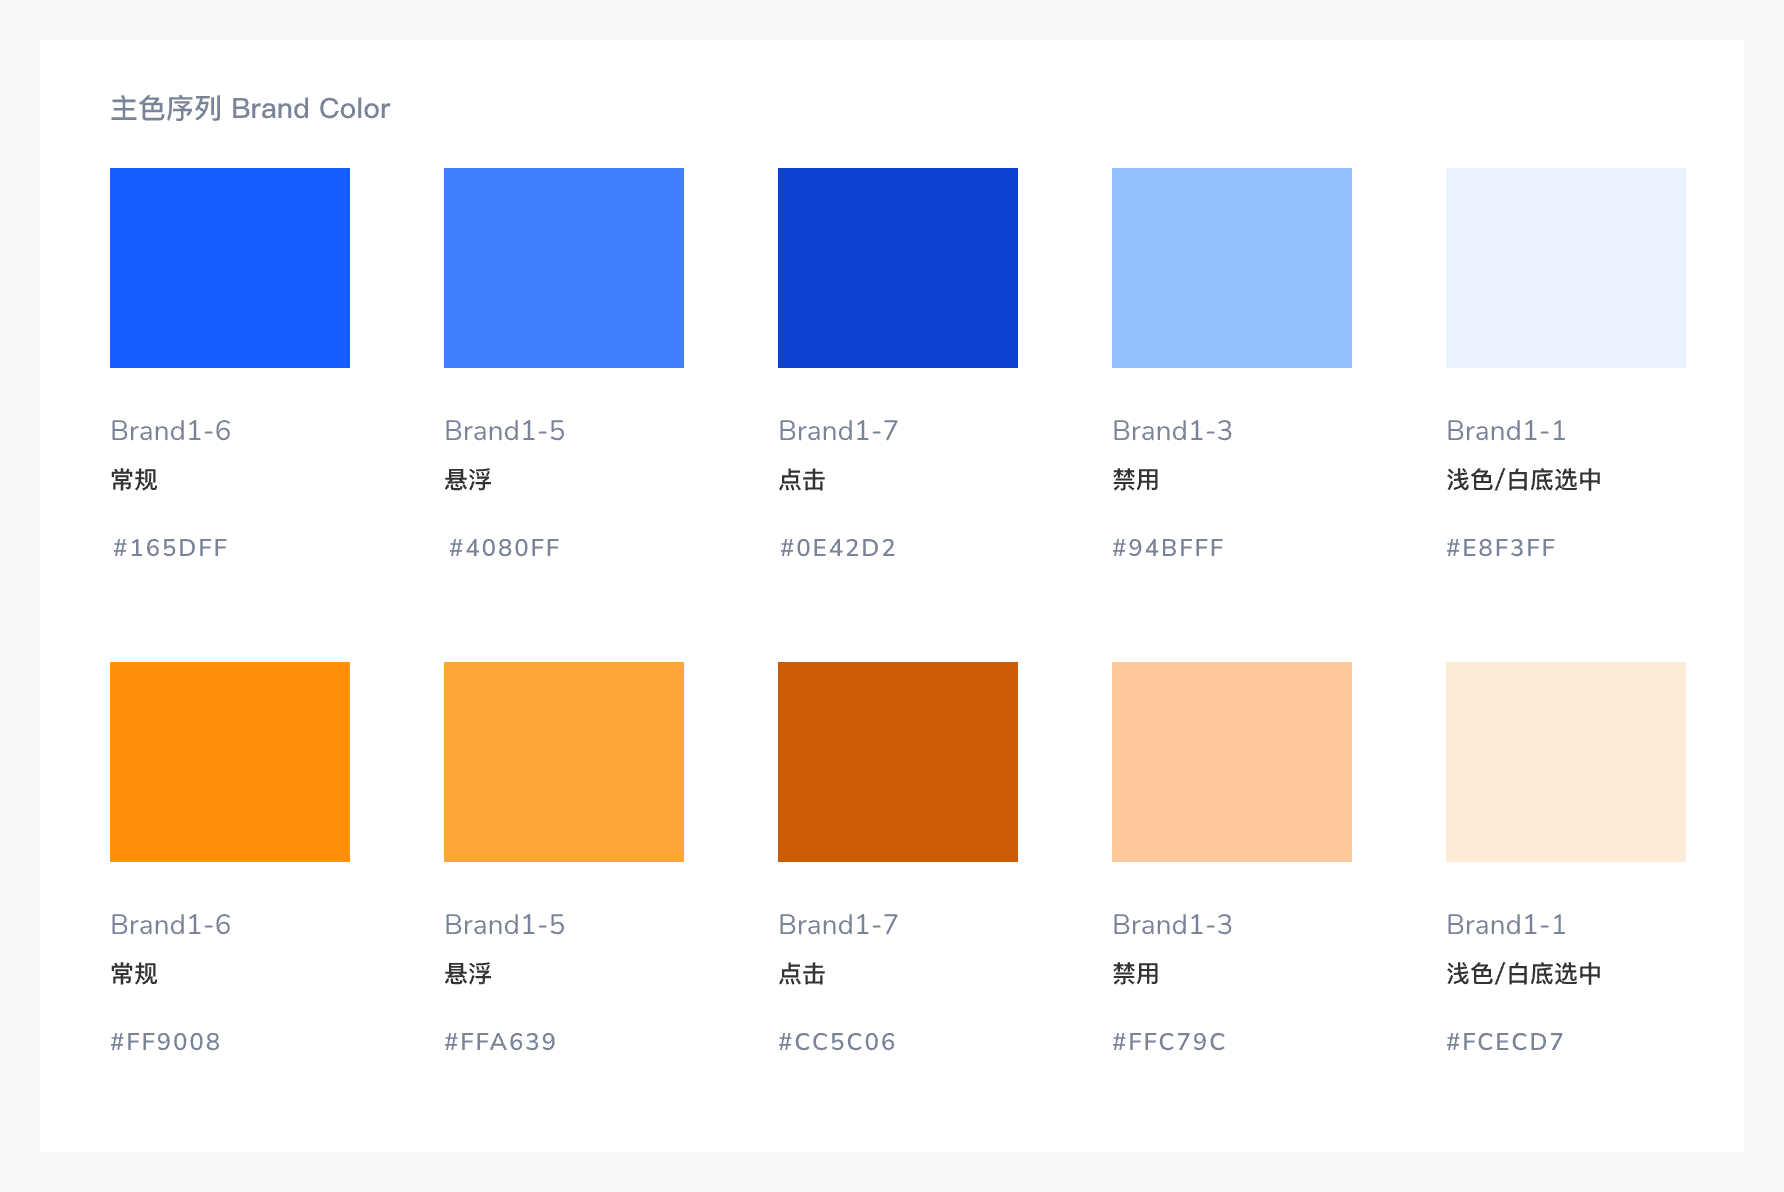 主色序列 Brand Color
Brand1-6
常规
#165DFF
Brand1-5
悬浮
#4080FF
Brand1-7
点击
#0E42D2
Brand1-3
禁用
#94BFFF
Brand1-1
浅色/白底选中
#E8F3FF
Brand1-6
常规
#FF9008
Brand1-5
悬浮
#FFA639
Brand1-7
点击
#CC5C06
Brand1-3
禁用
#FFC79C
Brand1-1
浅色/白底选中
#FCECD7